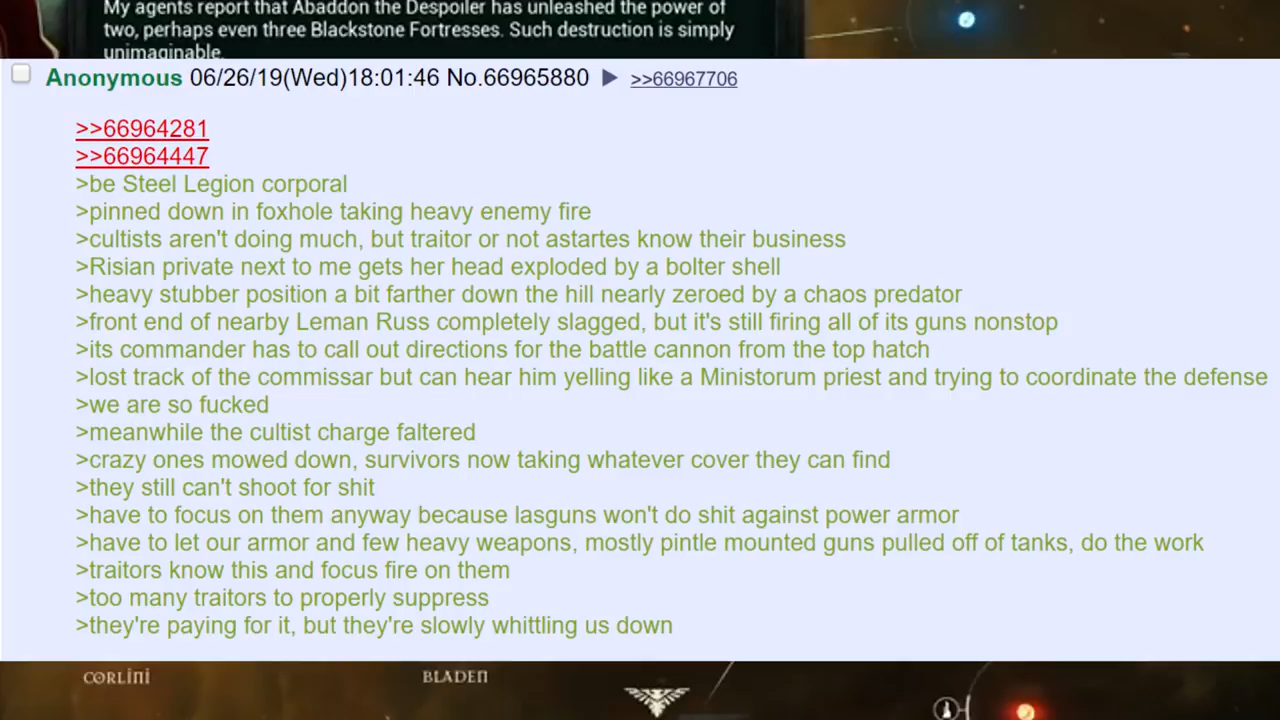 My agents report that Abaddon the Despoiler has unleashed the power of
two, perhaps even three Blackstone Fortresses. Such destruction is simply
unimaginable.
Anonymous 06/26/19(Wed)18:01:46 No.66965880 ▶ >>66967706
>>66964281
>>66964447
>be Steel Legion corporal
>pinned down in foxhole taking heavy enemy fire
>cultists aren't doing much, but traitor or not astartes know their business
>Risian private next to me gets her head exploded by a bolter shell
>heavy stubber position a bit farther down the hill nearly zeroed by a chaos predator
>front end of nearby Leman Russ completely slagged, but it's still firing all of its guns nonstop
>its commander has to call out directions for the battle cannon from the top hatch
>lost track of the commissar but can hear him yelling like a Ministorum priest and trying to coordinate the defense
>we are so fucked
>meanwhile the cultist charge faltered
>crazy ones mowed down, survivors now taking whatever cover they can find
>they still can't shoot for shit
>have to focus on them anyway because lasguns won't do shit against power armor
>have to let our armor and few heavy weapons, mostly pintle mounted guns pulled off of tanks, do the work
>traitors know this and focus fire on them
>too many traitors to properly suppress
>they're paying for it, but they're slowly whittling us down
CORLINI
BLADEN